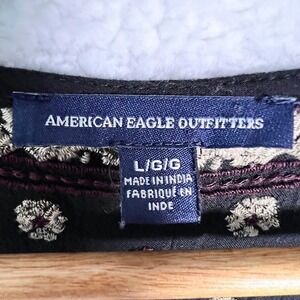 AMERICAN EAGLE OUTFITTERS
L/G/G
MADE IN INDIA
FABRIQUÉ EN
INDE